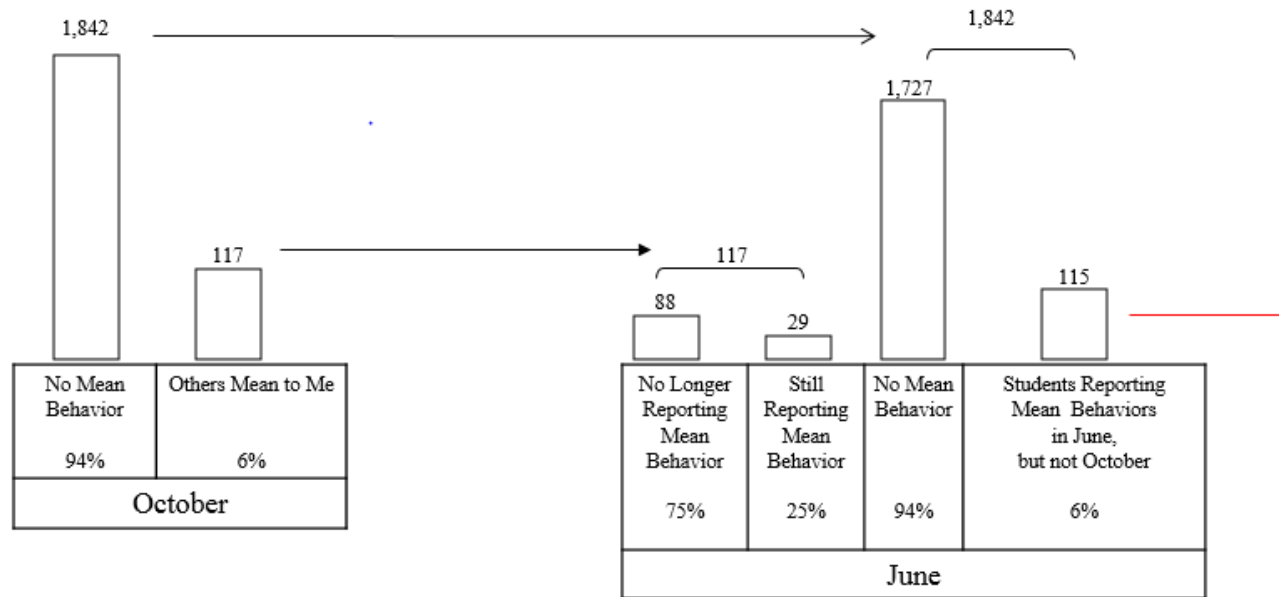 1,842
1,842
1,727
117
117
115
88
29
No Mean
Behavior
94%
Others Mean to Me
6%
October
No Longer
Reporting
Mean
Behavior
75%
Still
Reporting
Mean
Behavior
25%
No Mean
Behavior
94%
Students Reporting
Mean Behaviors
in June,
but not October
6%
June